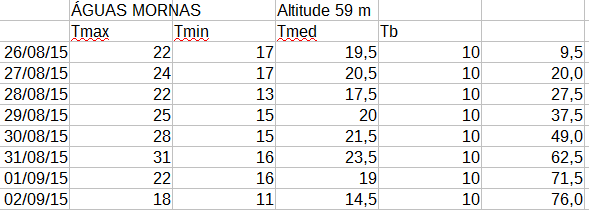 ÁGUAS MORNAS Altitude 59 m
Tmax Tmin Tmed Tb
26/08/15 22 17 19,5 10 9,5
27/08/15 24 17 20,5 10 20,0
28/08/15 22 13 17,5 10 27,5
29/08/15 25 15 20 10 37,5
30/08/15 28 15 21,5 10 49,0
31/08/15 31 16 23,5 10 62,5
01/09/15 22 16 19 10 71,5
02/09/15 18 11 14,5 10 76,0